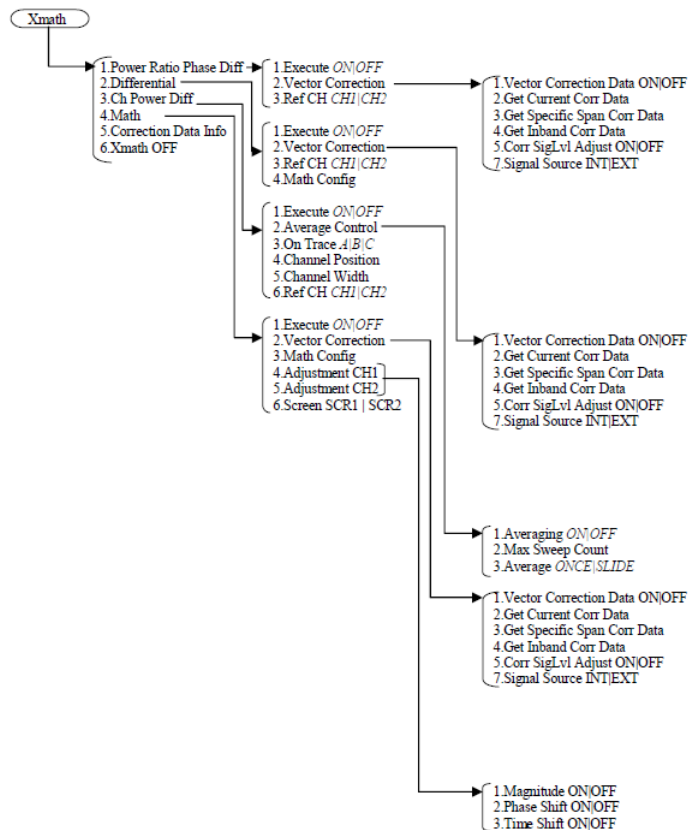 Xmath
1.Power Ratio Phase Diff
2.Differential
3.Ch Power Diff
4.Math
5.Correction Data Info
6.Xmath OFF
1.Execute ON|OFF
2.Vector Correction
3.Ref CH CH1|CH2
1.Execute ON|OFF
2.Vector Correction
3.Ref CH CH1|CH2
4.Math Config
1.Execute ON|OFF
2.Average Control
3.On Trace A|B|C
4.Channel Position
5.Channel Width
6.Ref CH CH1|CH2
1.Execute ON|OFF
2.Vector Correction
3.Math Config
4.Adjustment CH1
5.Adjustment CH2
6.Screen SCR1 | SCR2
1.Vector Correction Data ON|OFF
2.Get Current Corr Data
3.Get Specific Span Corr Data
4.Get Inband Corr Data
5.Corr SigLvl Adjust ON|OFF
7.Signal Source INT|EXT
1.Vector Correction Data ON|OFF
2.Get Current Corr Data
3.Get Specific Span Corr Data
4.Get Inband Corr Data
5.Corr SigLvl Adjust ON|OFF
7.Signal Source INT|EXT
1.Averaging ON|OFF
2.Max Sweep Count
3.Average ONCE|SLIDE
1.Vector Correction Data ON|OFF
2.Get Current Corr Data
3.Get Specific Span Corr Data
4.Get Inband Corr Data
5.Corr SigLvl Adjust ON|OFF
7.Signal Source INT|EXT
1.Magnitude ON|OFF
2.Phase Shift ON|OFF
3.Time Shift ON|OFF